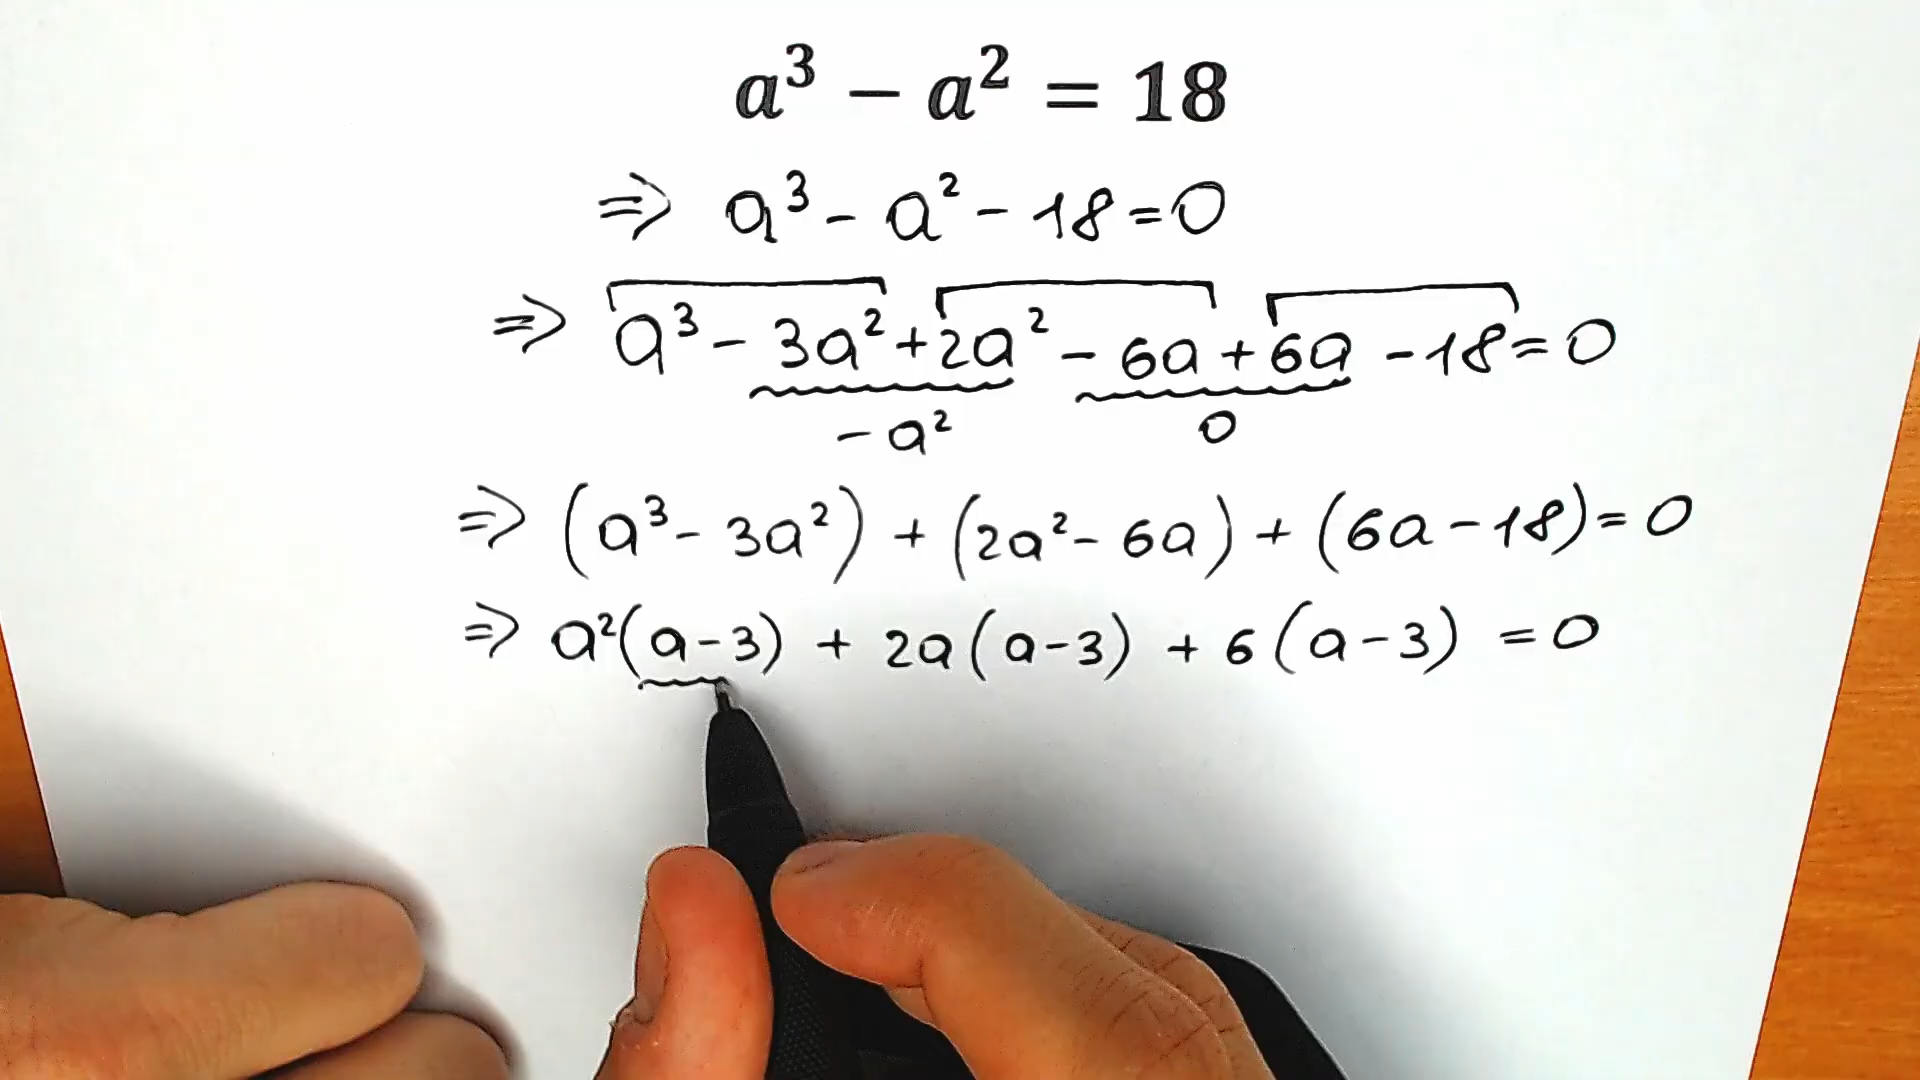 a³ − a² = 18
⇒ a³ - a² - 18 = 0
⇒ a³ - 3a² + 2a² - 6a + 6a - 18 = 0
- a² 0
⇒ (a³ - 3a²) + (2a² - 6a) + (6a - 18) = 0
⇒ a²(a - 3) + 2a(a - 3) + 6(a - 3) = 0